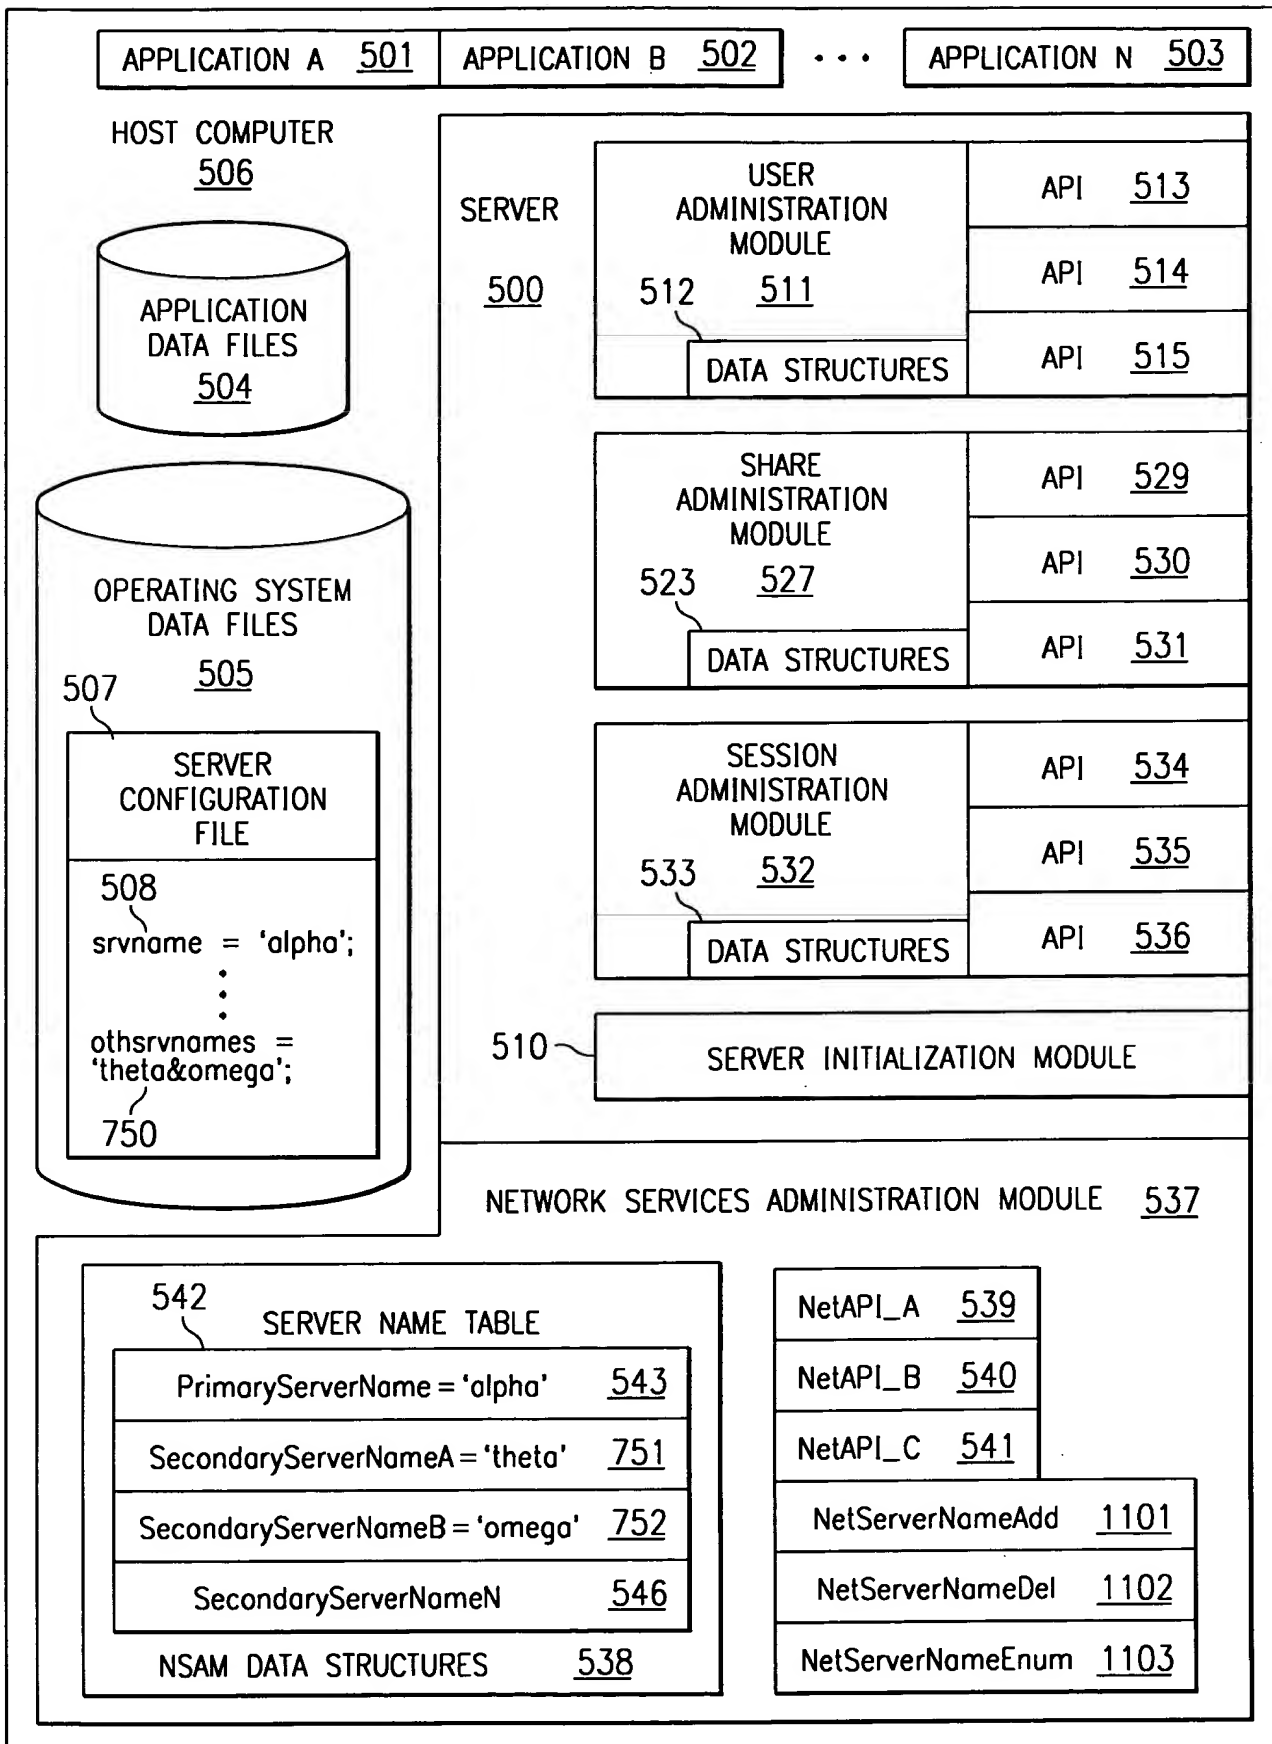 APPLICATION A 501
APPLICATION B 502
. . .
APPLICATION N 503
HOST COMPUTER
506
APPLICATION
DATA FILES
504
OPERATING SYSTEM
DATA FILES
505
507
SERVER
CONFIGURATION
FILE
508
srvname = 'alpha';
othsrvnames =
'theta&omega';
750
SERVER
500
USER
ADMINISTRATION
MODULE
511
512
DATA STRUCTURES
API 513
API 514
API 515
SHARE
ADMINISTRATION
MODULE
527
523
DATA STRUCTURES
API 529
API 530
API 531
SESSION
ADMINISTRATION
MODULE
532
533
DATA STRUCTURES
API 534
API 535
API 536
510
SERVER INITIALIZATION MODULE
NETWORK SERVICES ADMINISTRATION MODULE 537
542
SERVER NAME TABLE
PrimaryServerName = 'alpha' 543
SecondaryServerNameA = 'theta' 751
SecondaryServerNameB = 'omega' 752
SecondaryServerNameN 546
NSAM DATA STRUCTURES 538
NetAPI_A 539
NetAPI_B 540
NetAPI_C 541
NetServerNameAdd 1101
NetServerNameDel 1102
NetServerNameEnum 1103